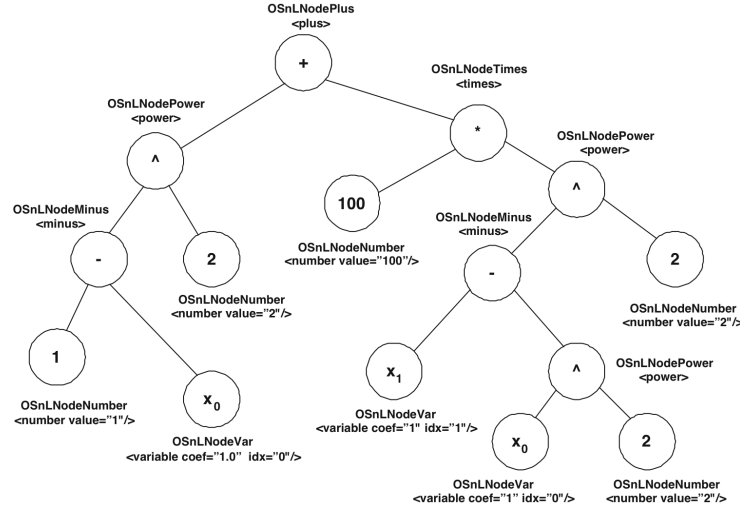 OSnLNodePlus
<plus>
+
OSnLNodeTimes
<times>
*
OSnLNodePower
<power>
^
OSnLNodePower
<power>
^
100
OSnLNodeNumber
<number value="100"/>
OSnLNodeMinus
<minus>
-
2
OSnLNodeNumber
<number value="2"/>
OSnLNodeMinus
<minus>
-
2
OSnLNodeNumber
<number value="2"/>
1
OSnLNodeNumber
<number value="1"/>
x0
OSnLNodeVar
<variable coef="1.0" idx="0"/>
x1
OSnLNodeVar
<variable coef="1" idx="1"/>
^
OSnLNodePower
<power>
x0
OSnLNodeVar
<variable coef="1" idx="0"/>
2
OSnLNodeNumber
<number value="2"/>